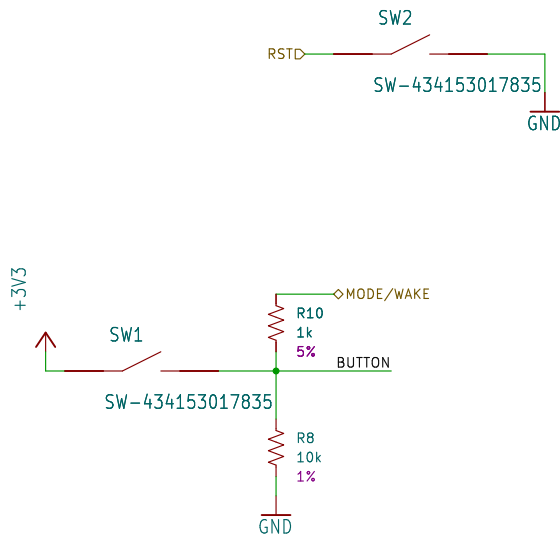 SW2
RST
SW-434153017835
GND
+3V3
MODE/WAKE
R10
1k
5%
SW1
BUTTON
SW-434153017835
R8
10k
1%
GND